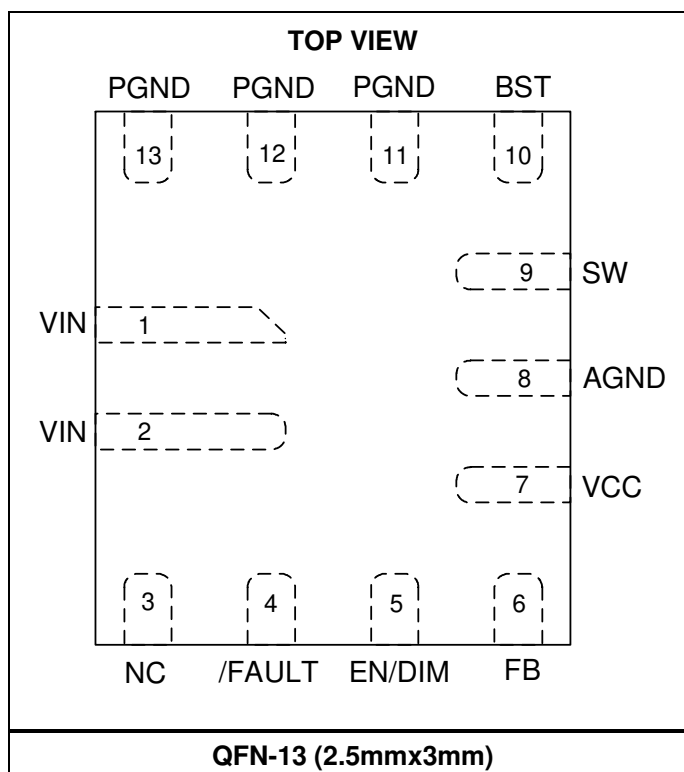 TOP VIEW
PGND PGND PGND BST
13 12 11 10
9 SW
VIN 1
8 AGND
VIN 2
7 VCC
3 4 5 6
NC /FAULT EN/DIM FB
QFN-13 (2.5mmx3mm)